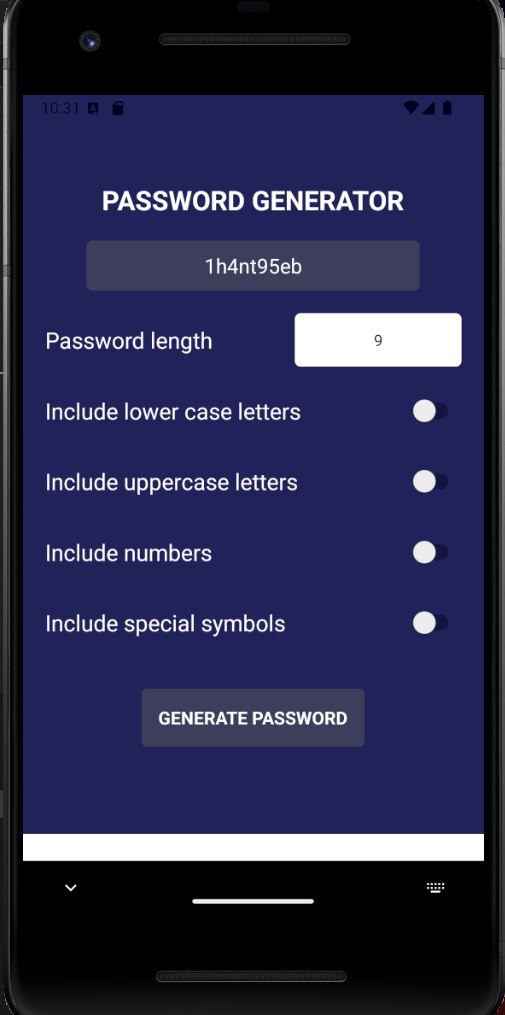 10:31
PASSWORD GENERATOR
1h4nt95eb
Password length 9
Include lower case letters
Include uppercase letters
Include numbers
Include special symbols
GENERATE PASSWORD